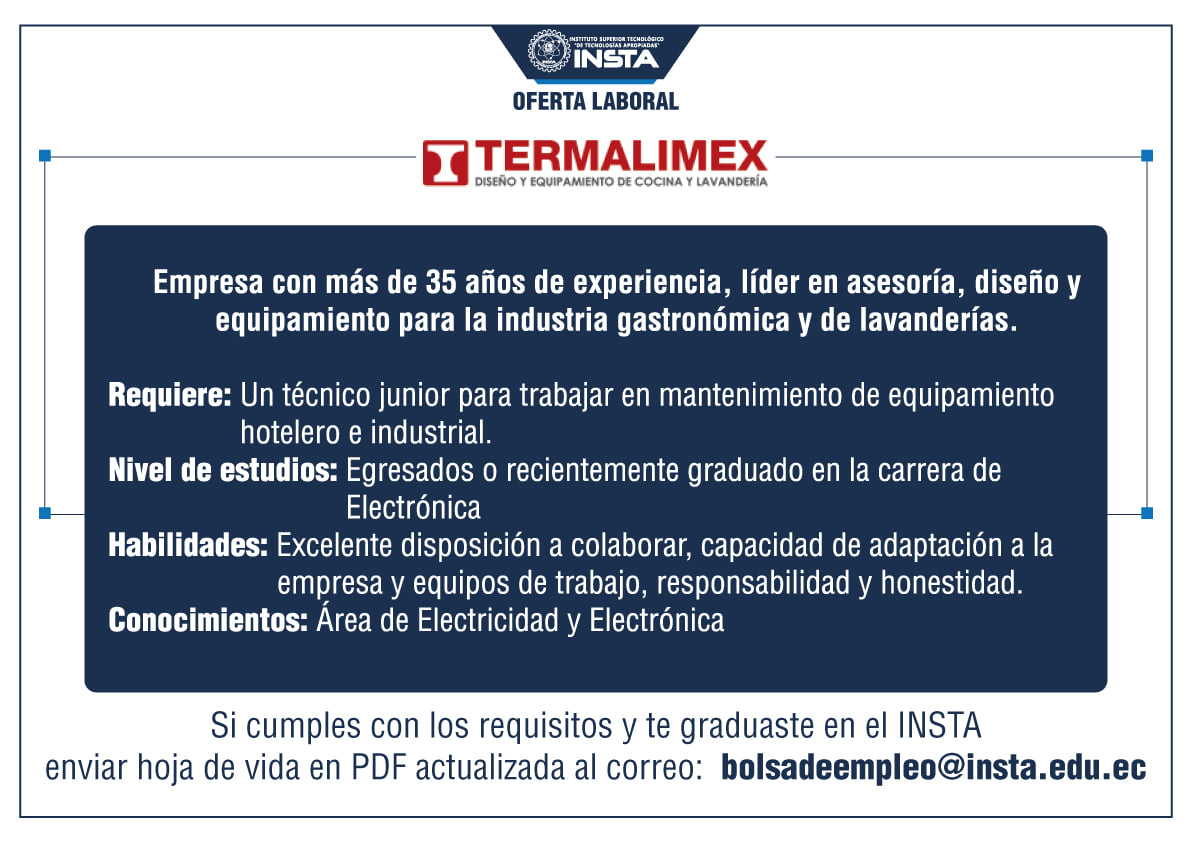 INSTITUTO SUPERIOR TECNOLÓGICO
"DE TECNOLOGÍAS APROPIADAS"
INSTA
OFERTA LABORAL
TERMALIMEX
DISEÑO Y EQUIPAMIENTO DE COCINA Y LAVANDERÍA
Empresa con más de 35 años de experiencia, líder en asesoría, diseño y
equipamiento para la industria gastronómica y de lavanderías.
Requiere: Un técnico junior para trabajar en mantenimiento de equipamiento
hotelero e industrial.
Nivel de estudios: Egresados o recientemente graduado en la carrera de
Electrónica
Habilidades: Excelente disposición a colaborar, capacidad de adaptación a la
empresa y equipos de trabajo, responsabilidad y honestidad.
Conocimientos: Área de Electricidad y Electrónica
Si cumples con los requisitos y te graduaste en el INSTA
enviar hoja de vida en PDF actualizada al correo: bolsadeempleo@insta.edu.ec